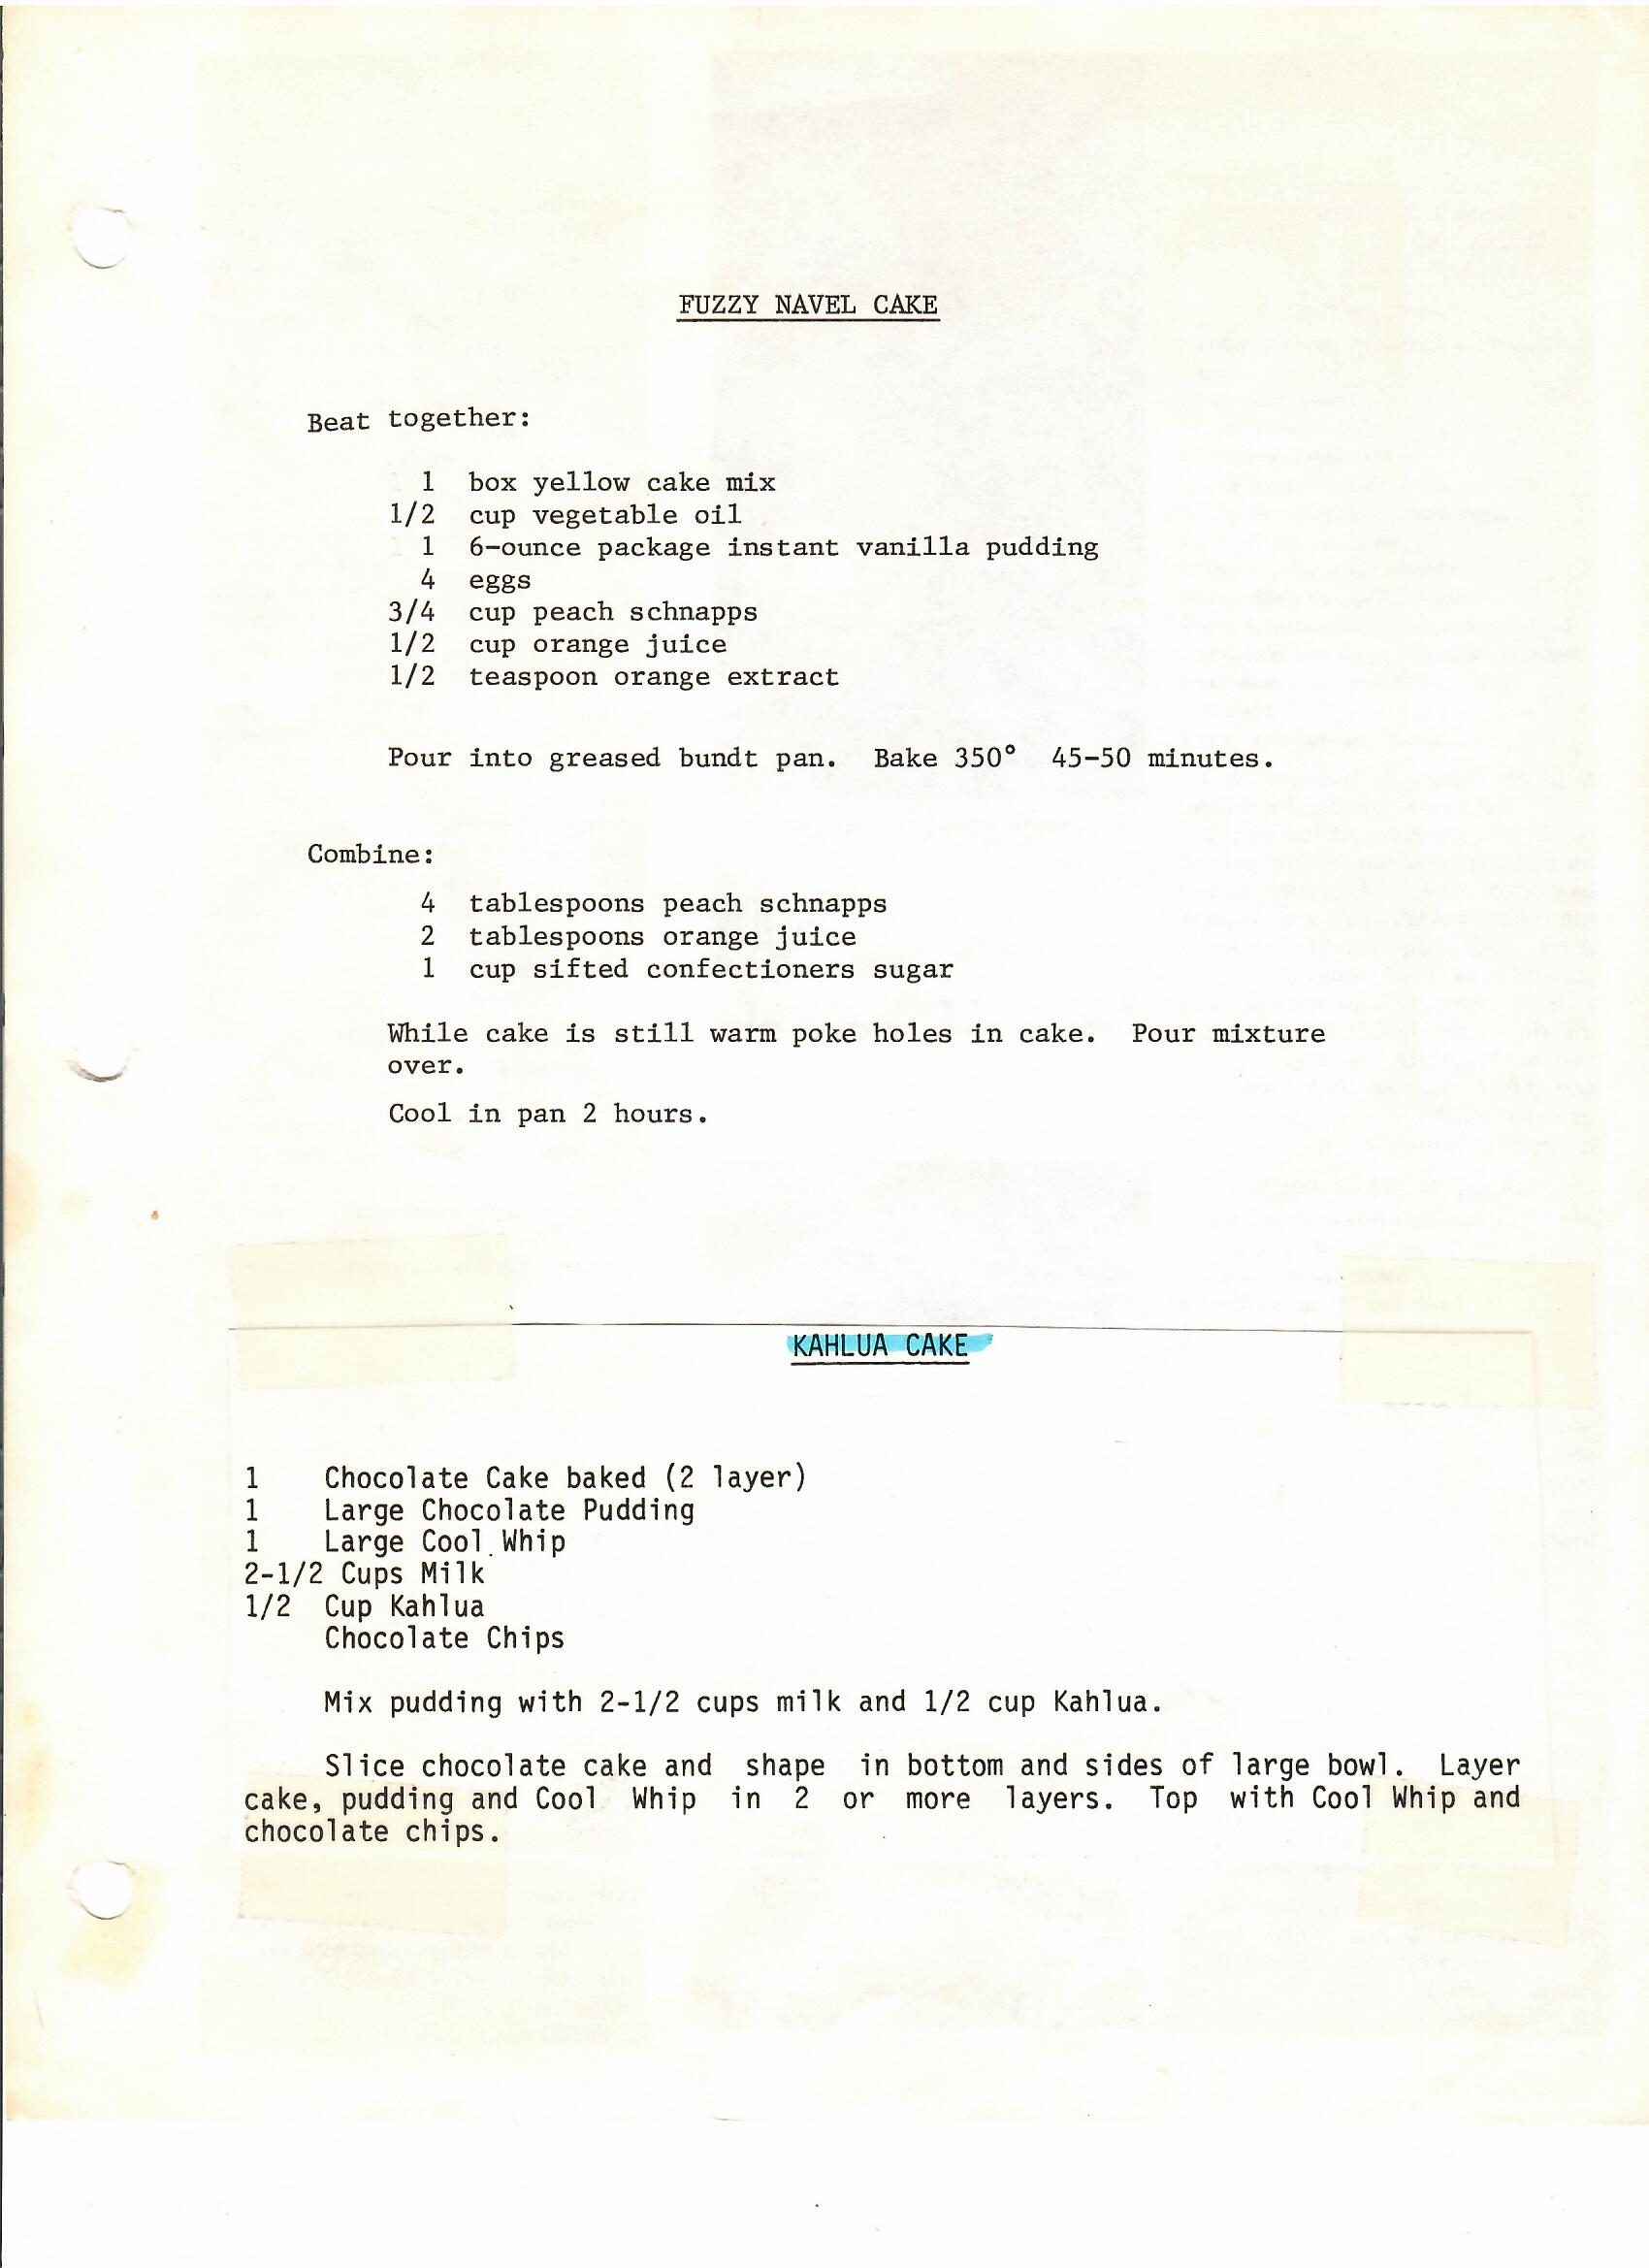 FUZZY NAVEL CAKE
Beat together:
1 box yellow cake mix
1/2 cup vegetable oil
1 6-ounce package instant vanilla pudding
4 eggs
3/4 cup peach schnapps
1/2 cup orange juice
1/2 teaspoon orange extract
Pour into greased bundt pan. Bake 350° 45-50 minutes.
Combine:
4 tablespoons peach schnapps
2 tablespoons orange juice
1 cup sifted confectioners sugar
While cake is still warm poke holes in cake. Pour mixture
over.
Cool in pan 2 hours.
KAHLUA CAKE
1 Chocolate Cake baked (2 layer)
1 Large Chocolate Pudding
1 Large Cool Whip
2-1/2 Cups Milk
1/2 Cup Kahlua
Chocolate Chips
Mix pudding with 2-1/2 cups milk and 1/2 cup Kahlua.
Slice chocolate cake and shape in bottom and sides of large bowl. Layer
cake, pudding and Cool Whip in 2 or more layers. Top with Cool Whip and
chocolate chips.